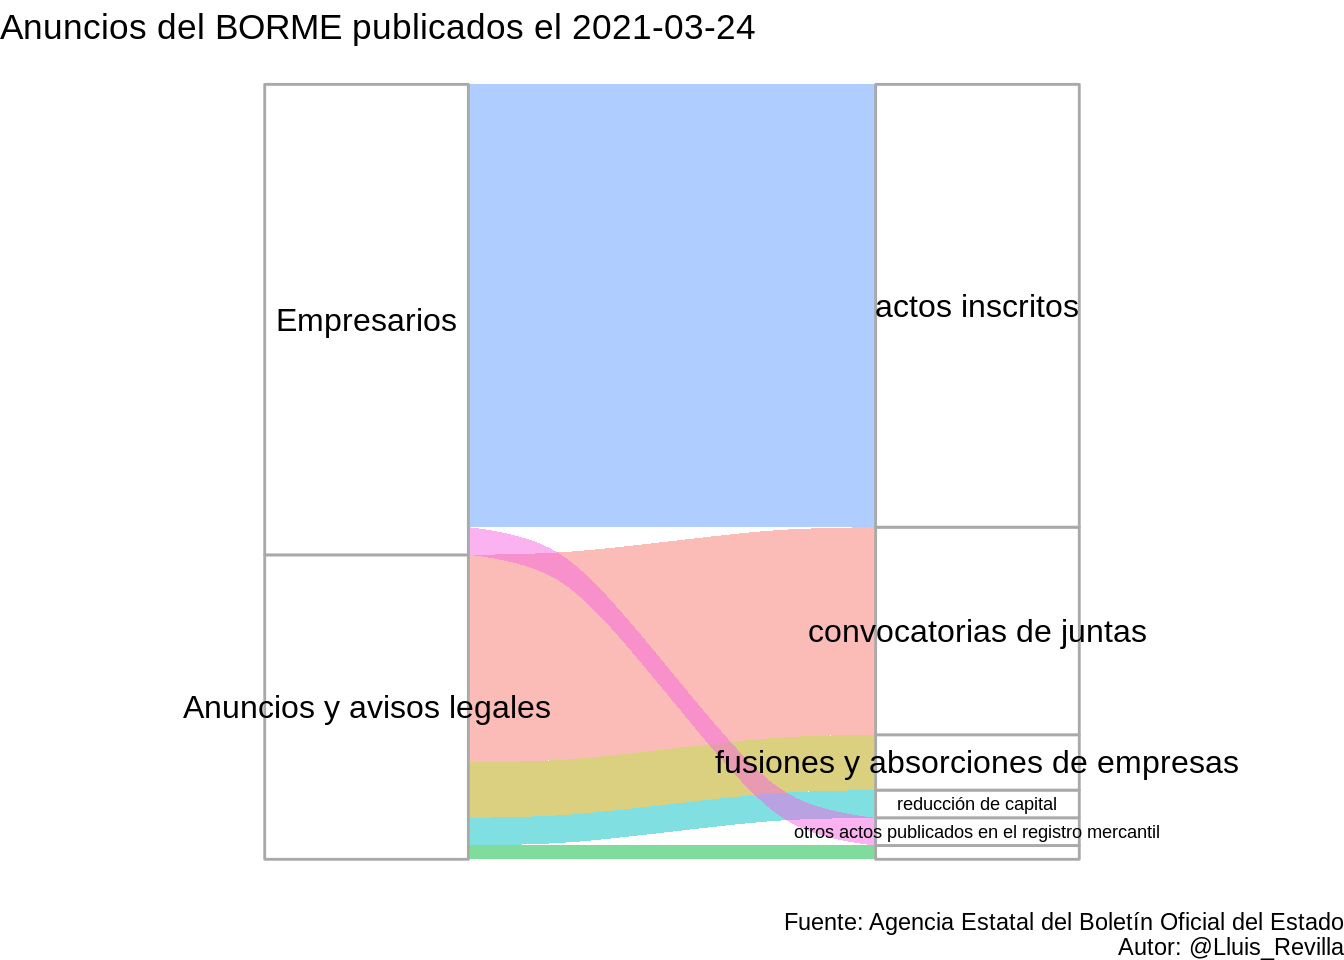 Anuncios del BORME publicados el 2021-03-24
Empresarios
actos inscritos
convocatorias de juntas
Anuncios y avisos legales
fusiones y absorciones de empresas
reducción de capital
otros actos publicados en el registro mercantil
Fuente: Agencia Estatal del Boletín Oficial del Estado
Autor: @Lluis_Revilla